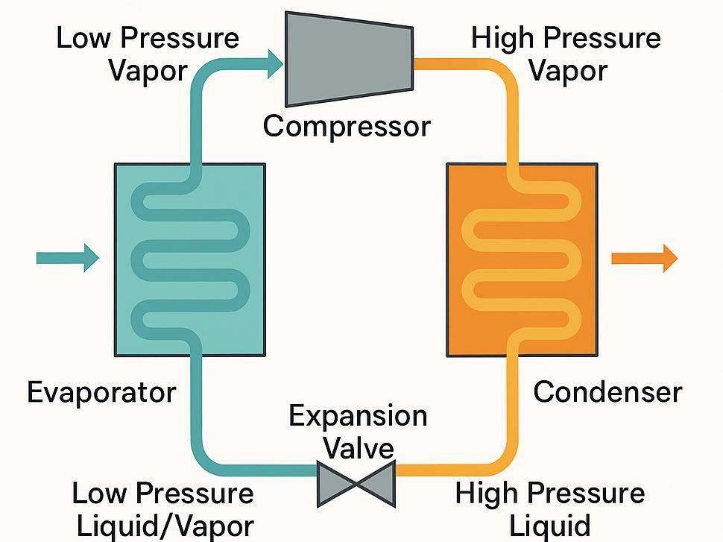 Low Pressure
Vapor
High Pressure
Vapor
Compressor
Evaporator
Condenser
Expansion
Valve
Low Pressure
Liquid/Vapor
High Pressure
Liquid